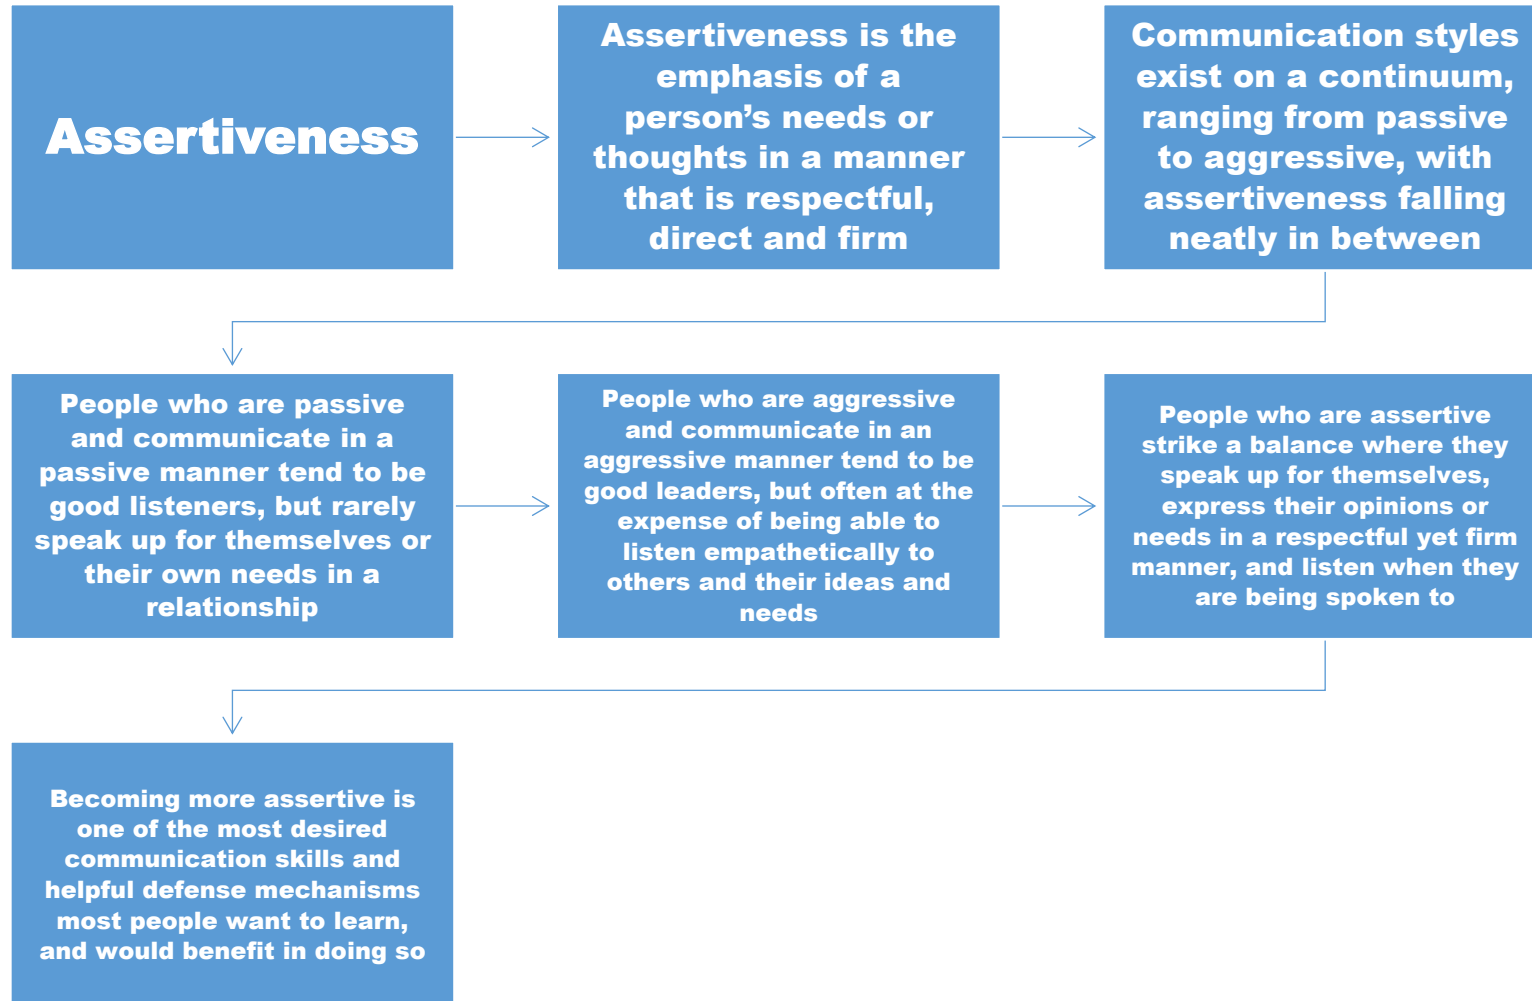 Assertiveness
Assertiveness is the
emphasis of a
person’s needs or
thoughts in a manner
that is respectful,
direct and firm
Communication styles
exist on a continuum,
ranging from passive
to aggressive, with
assertiveness falling
neatly in between
People who are passive
and communicate in a
passive manner tend to be
good listeners, but rarely
speak up for themselves or
their own needs in a
relationship
People who are aggressive
and communicate in an
aggressive manner tend to be
good leaders, but often at the
expense of being able to
listen empathetically to
others and their ideas and
needs
People who are assertive
strike a balance where they
speak up for themselves,
express their opinions or
needs in a respectful yet firm
manner, and listen when they
are being spoken to
Becoming more assertive is
one of the most desired
communication skills and
helpful defense mechanisms
most people want to learn,
and would benefit in doing so